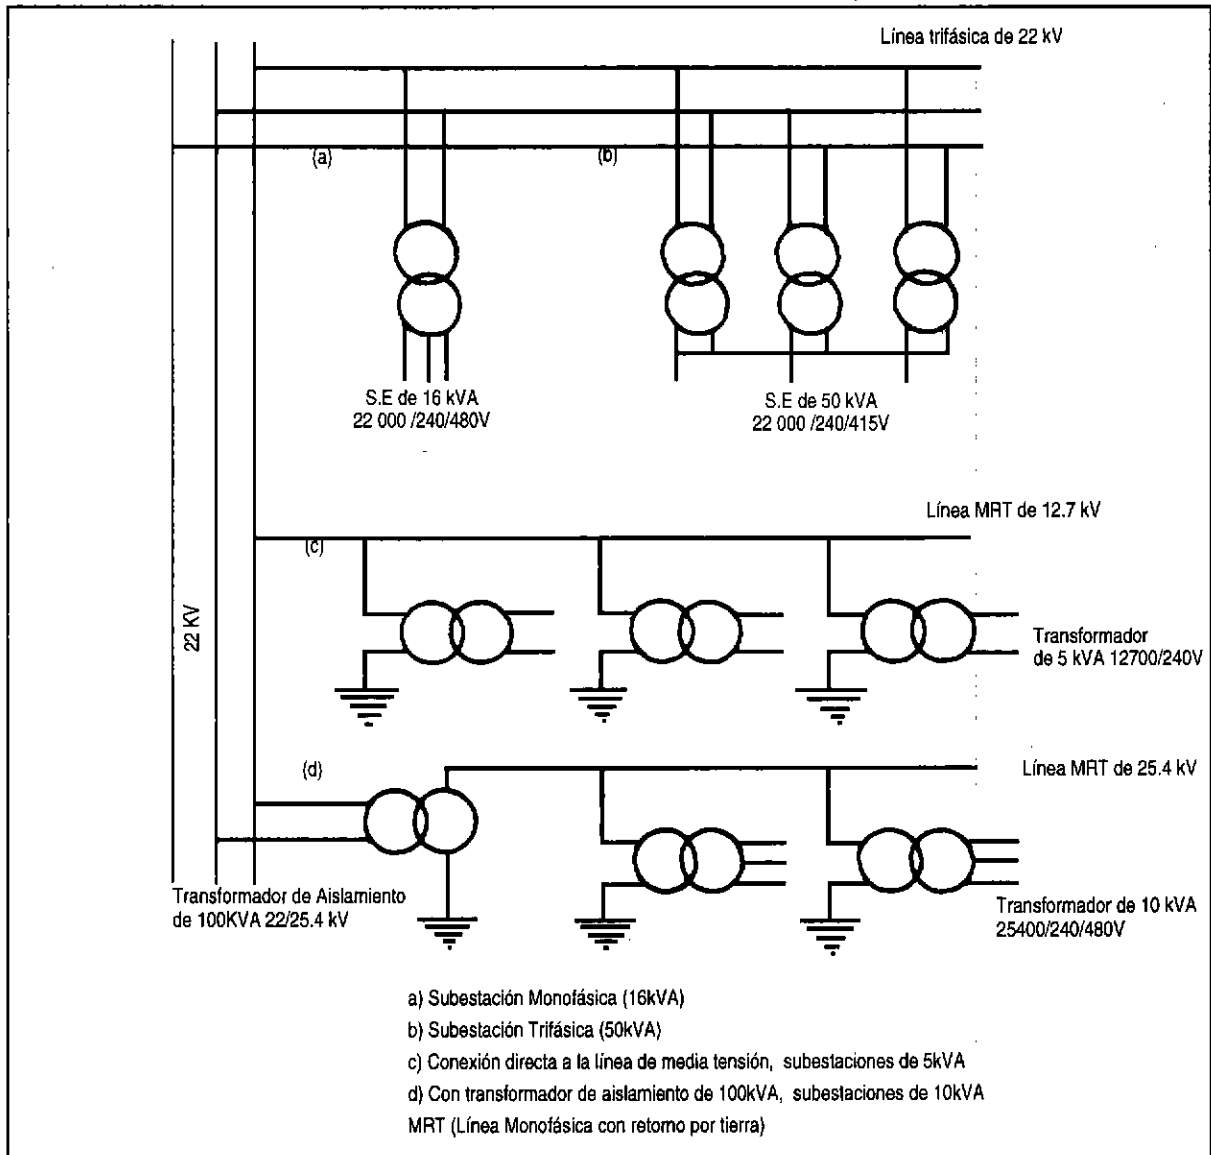 Línea trifásica de 22 kV
(a)
(b)
S.E de 16 kVA
22 000 /240/480V
S.E de 50 kVA
22 000 /240/415V
Línea MRT de 12.7 kV
(c)
22 KV
Transformador
de 5 kVA 12700/240V
(d)
Línea MRT de 25.4 kV
Transformador de Aislamiento
de 100KVA 22/25.4 kV
Transformador de 10 kVA
25400/240/480V
a) Subestación Monofásica (16kVA)
b) Subestación Trifásica (50kVA)
c) Conexión directa a la línea de media tensión, subestaciones de 5kVA
d) Con transformador de aislamiento de 100kVA, subestaciones de 10kVA
MRT (Línea Monofásica con retorno por tierra)